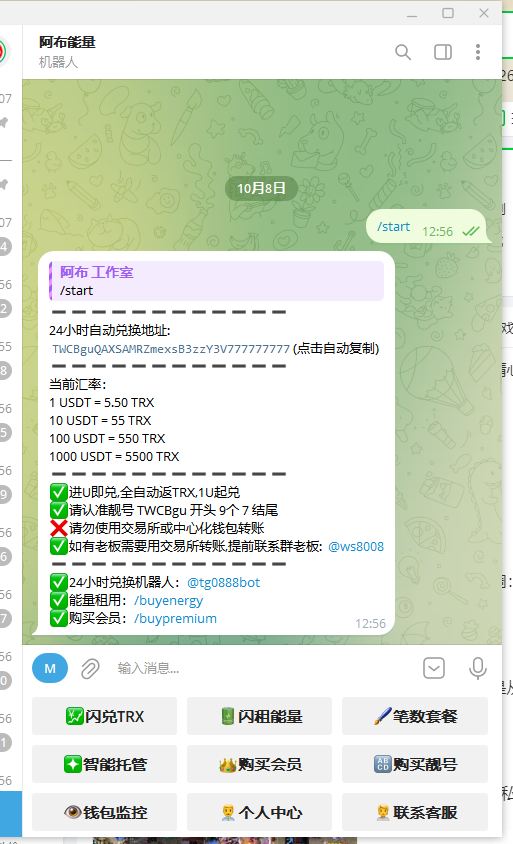 阿布能量
机器人
10月8日
/start 12:56
阿布 工作室
/start
24小时自动兑换地址:
TWCBguQAXSAMRZmexsB3zzY3V777777777 (点击自动复制)
当前汇率:
1 USDT = 5.50 TRX
10 USDT = 55 TRX
100 USDT = 550 TRX
1000 USDT = 5500 TRX
✅进U即兑,全自动返TRX,1U起兑
✅请认准靓号 TWCBgu 开头 9个 7 结尾
❌请勿使用交易所或中心化钱包转账
✅如有老板需要用交易所转账,提前联系群老板: @ws8008
✅24小时兑换机器人: @tg0888bot
✅能量租用: /buyenergy
✅购买会员: /buypremium
12:56
M 输入消息...
💹闪兑TRX 🔋闪租能量 🖌️笔数套餐
✳️智能托管 👑购买会员 🔠购买靓号
👁️钱包监控 👨‍💼个人中心 👨‍💼联系客服